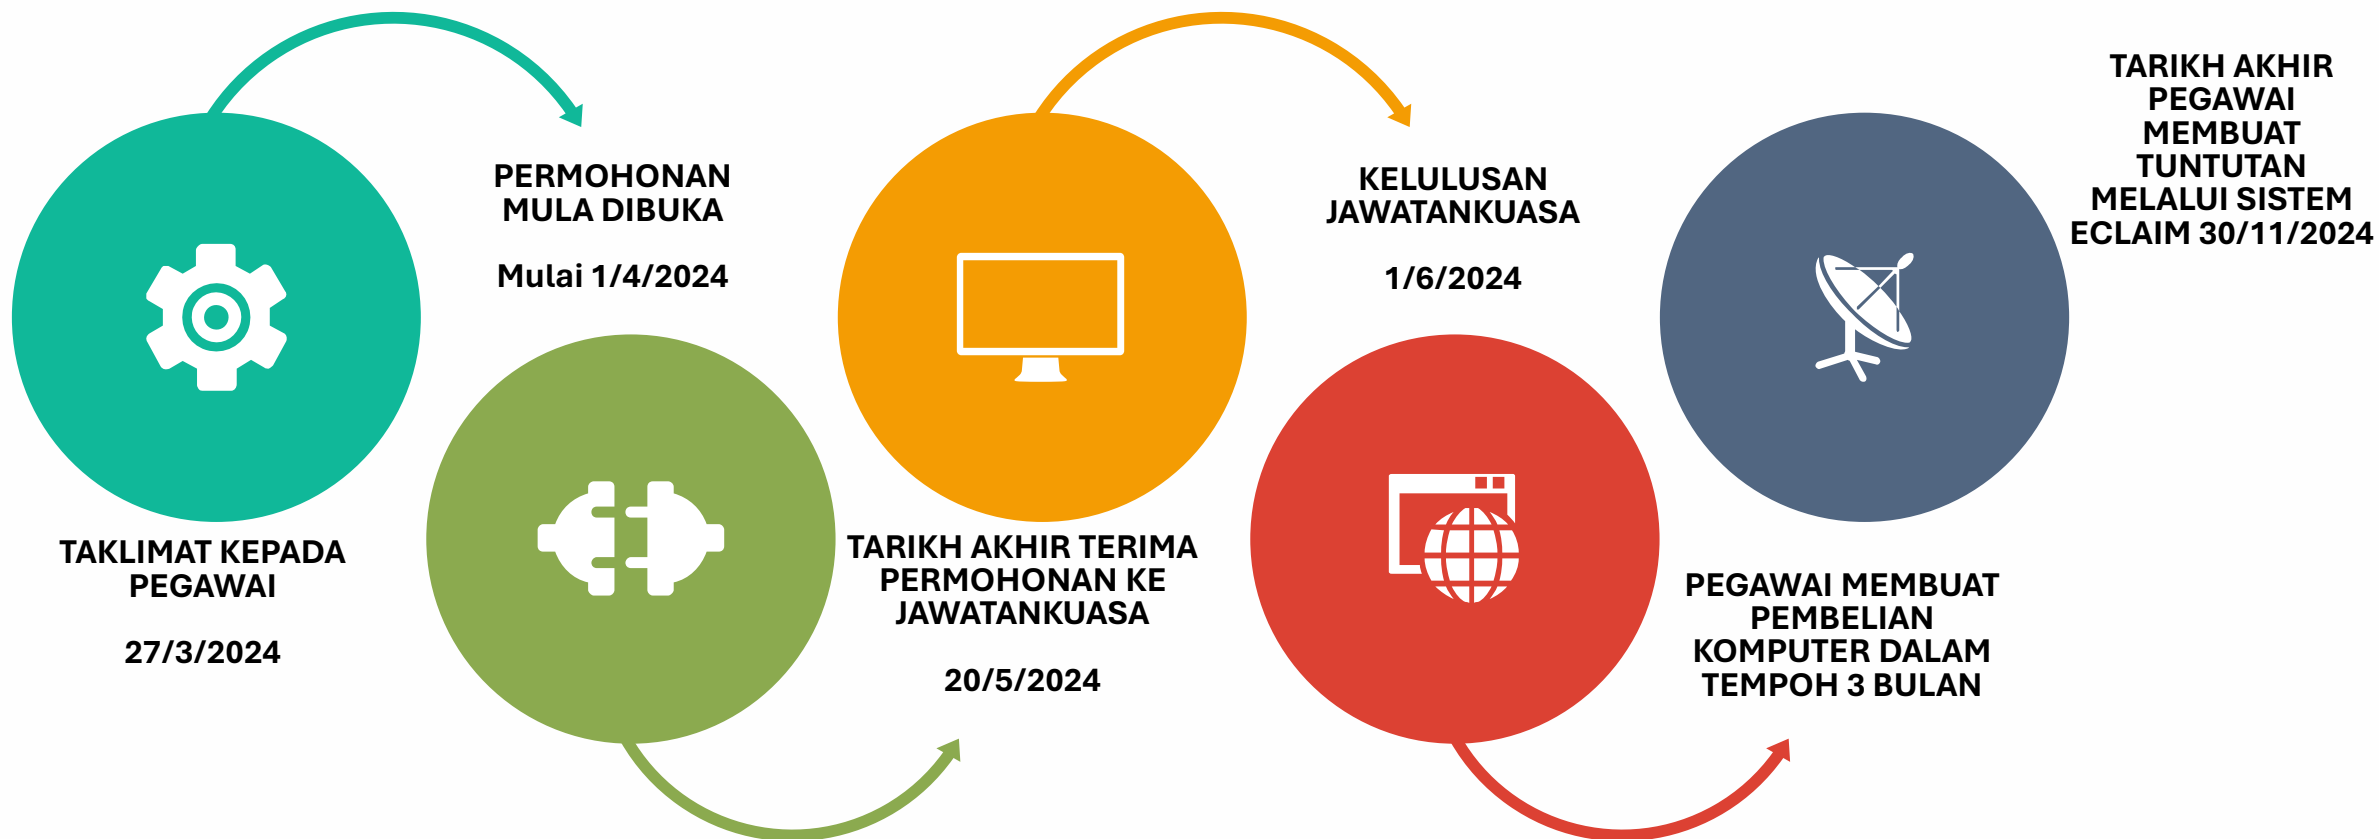 TAKLIMAT KEPADA
PEGAWAI
27/3/2024
PERMOHONAN
MULA DIBUKA
Mulai 1/4/2024
TARIKH AKHIR TERIMA
PERMOHONAN KE
JAWATANKUASA
20/5/2024
KELULUSAN
JAWATANKUASA
1/6/2024
PEGAWAI MEMBUAT
PEMBELIAN
KOMPUTER DALAM
TEMPOH 3 BULAN
TARIKH AKHIR
PEGAWAI
MEMBUAT
TUNTUTAN
MELALUI SISTEM
ECLAIM 30/11/2024